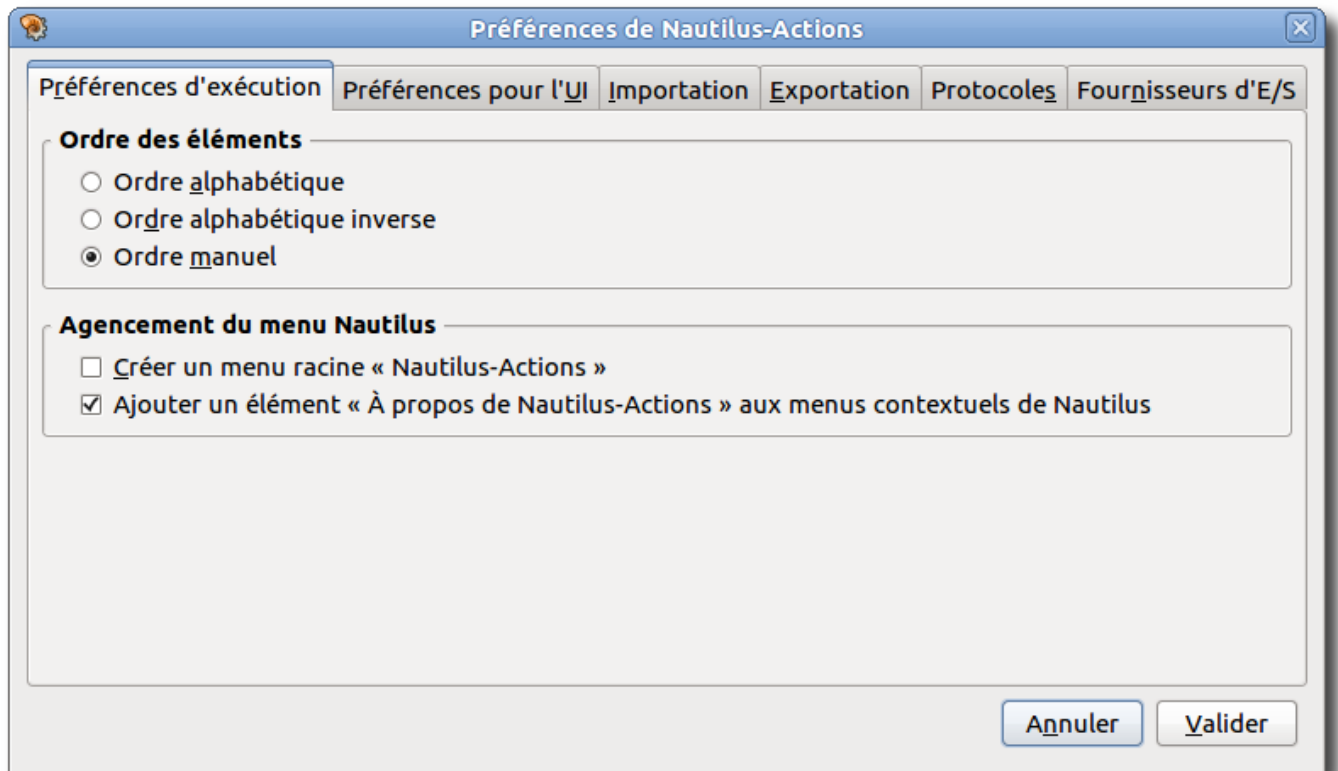 Préférences de Nautilus-Actions
Préférences d'exécution Préférences pour l'UI Importation Exportation Protocoles Fournisseurs d'E/S
Ordre des éléments
Ordre alphabétique
Ordre alphabétique inverse
Ordre manuel
Agencement du menu Nautilus
Créer un menu racine « Nautilus-Actions »
Ajouter un élément « À propos de Nautilus-Actions » aux menus contextuels de Nautilus
Annuler Valider